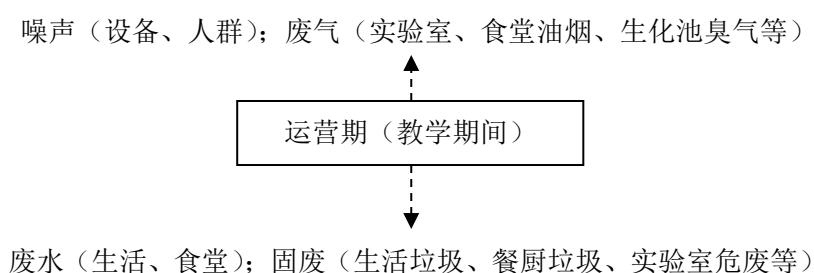 噪声（设备、人群）；废气（实验室、食堂油烟、生化池臭气等）
运营期（教学期间）
废水（生活、食堂）；固废（生活垃圾、餐厨垃圾、实验室危废等）